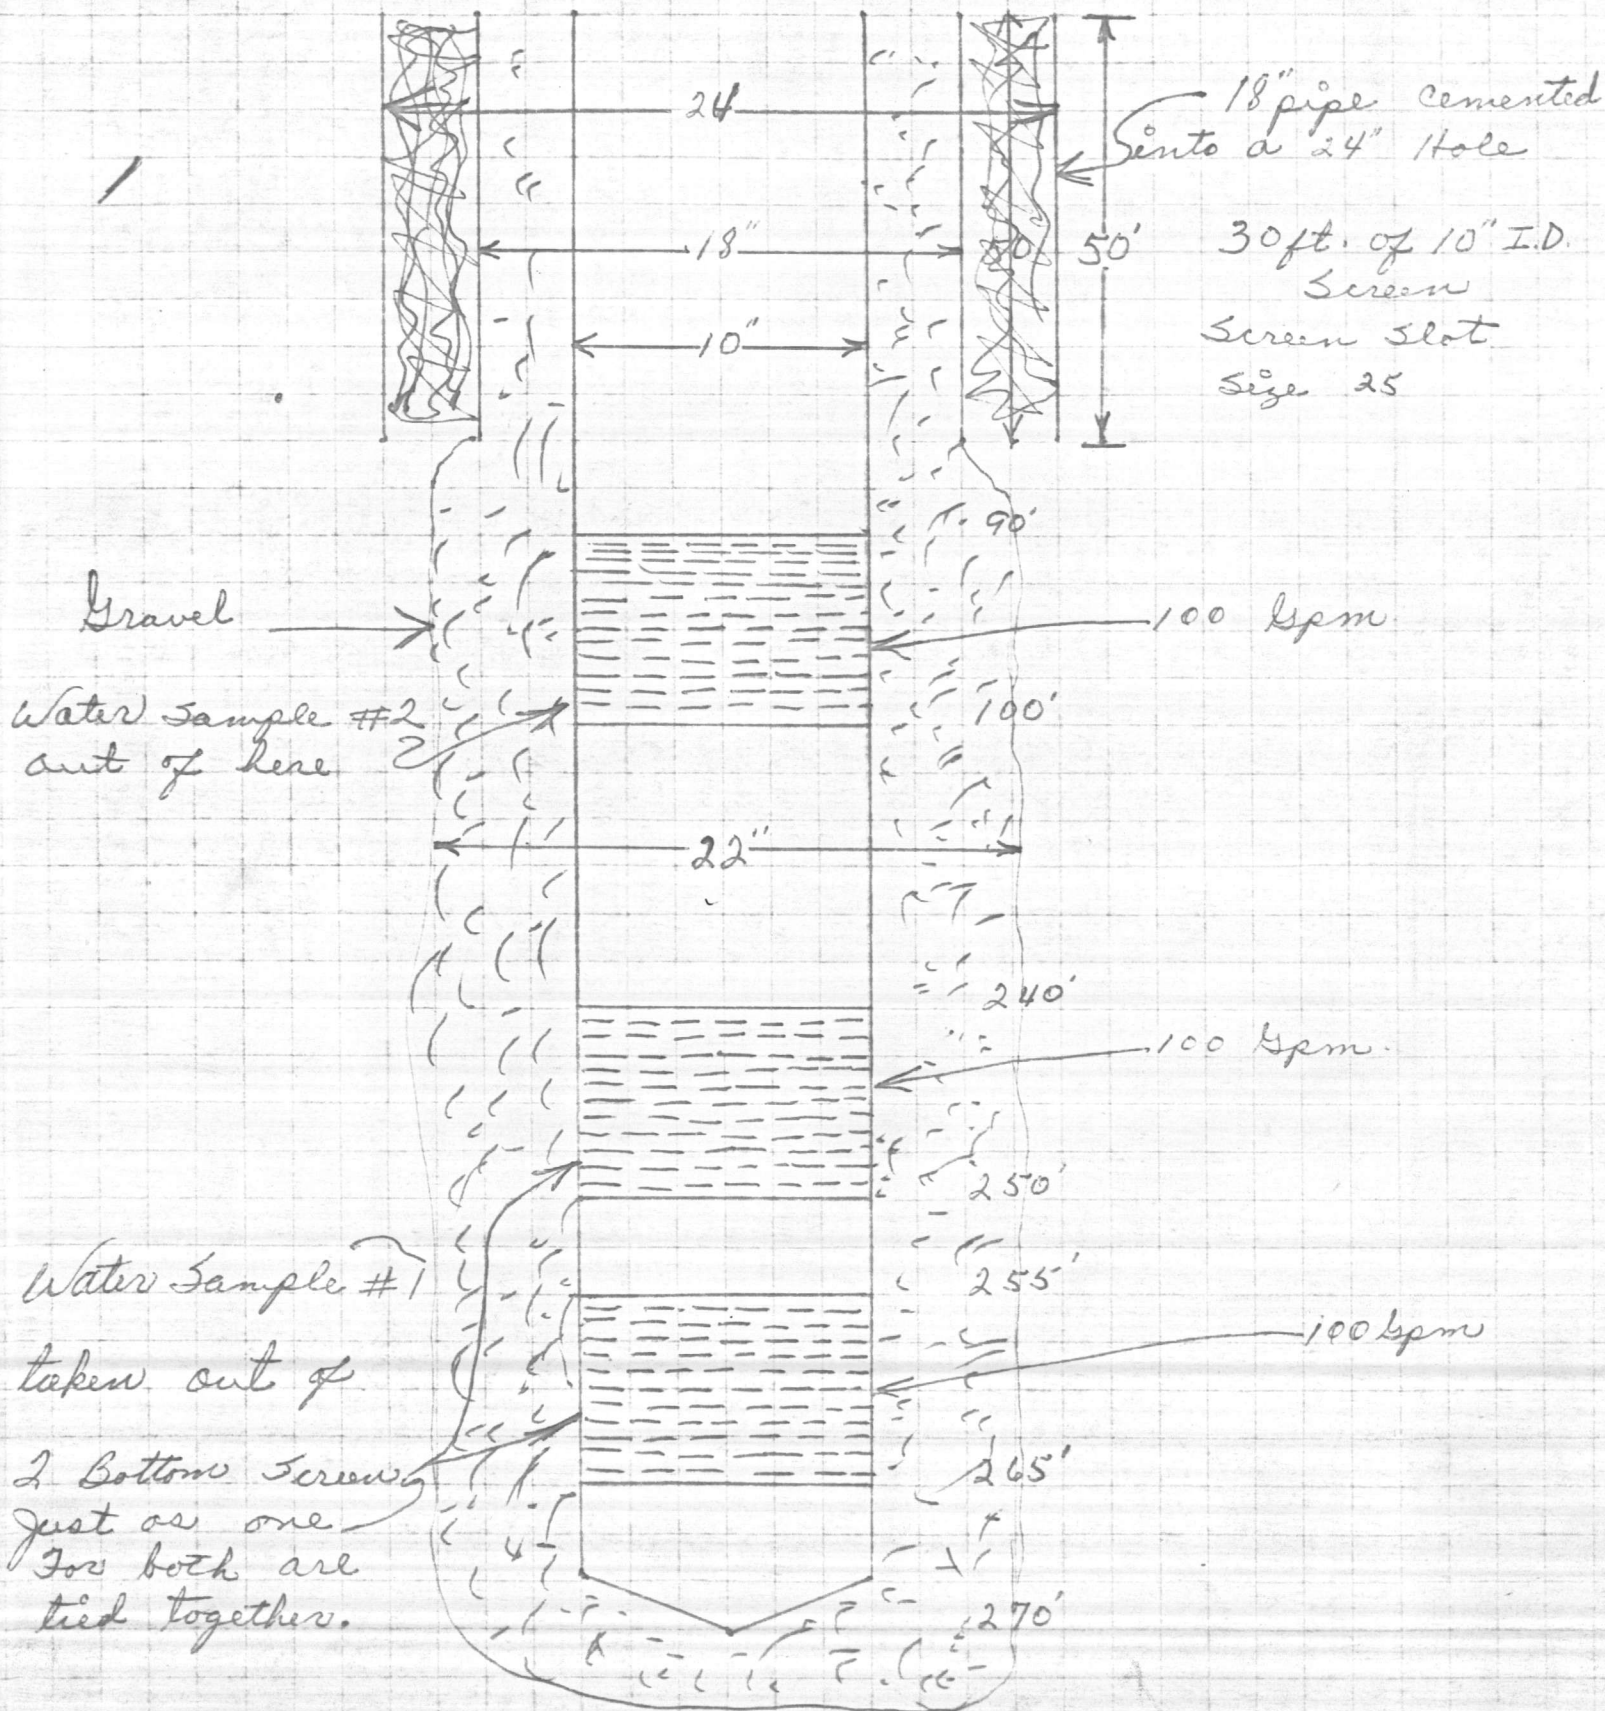 24
18" pipe cemented
into a 24" Hole
18"
50
50'
30 ft. of 10" I.D.
Screen
Screen Slot
Size 25
10"
90'
Gravel
100 Gpm
Water Sample #2
out of here
100'
22"
240'
100 Gpm.
250'
Water Sample #1
255'
taken out of
100 Gpm
2 Bottom Screens
Just as one
For both are
tied together.
265'
270'